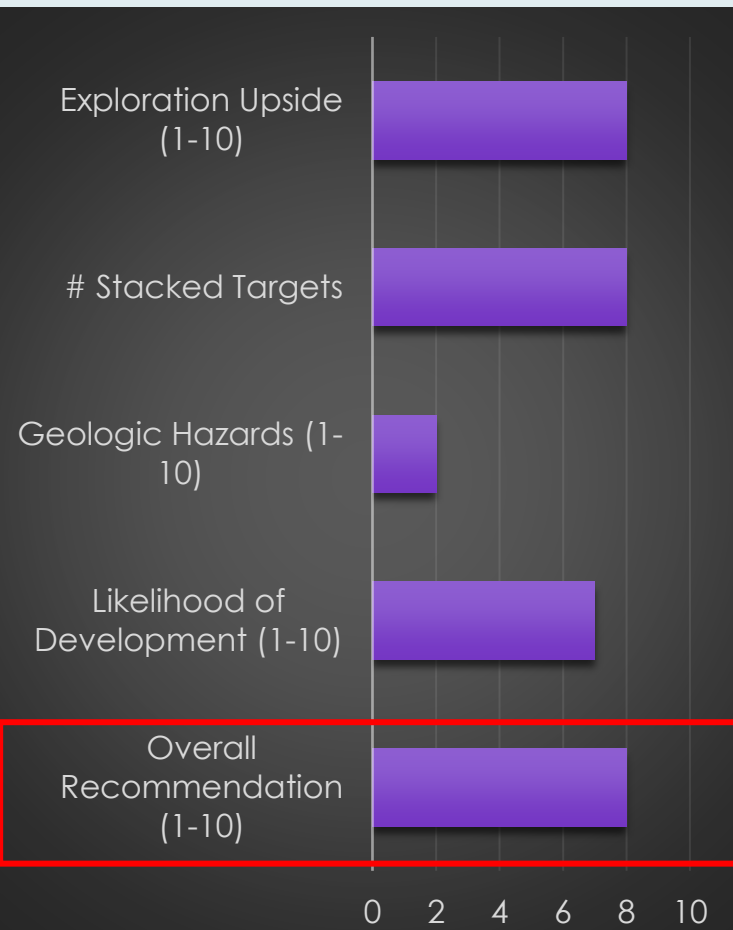 Exploration Upside
(1-10)
# Stacked Targets
Geologic Hazards (1-
10)
Likelihood of
Development (1-10)
Overall
Recommendation
(1-10)
0 2 4 6 8 10